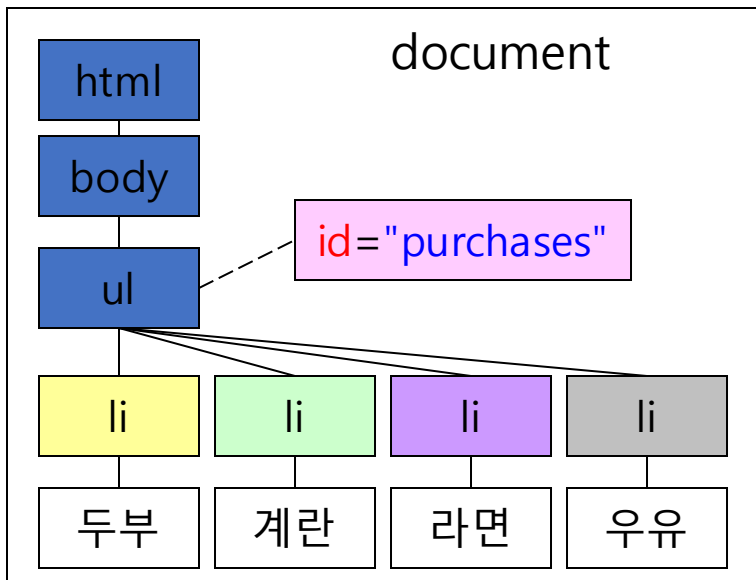 document
html
body
id="purchases"
ul
li
li
li
li
두부
계란
라면
우유